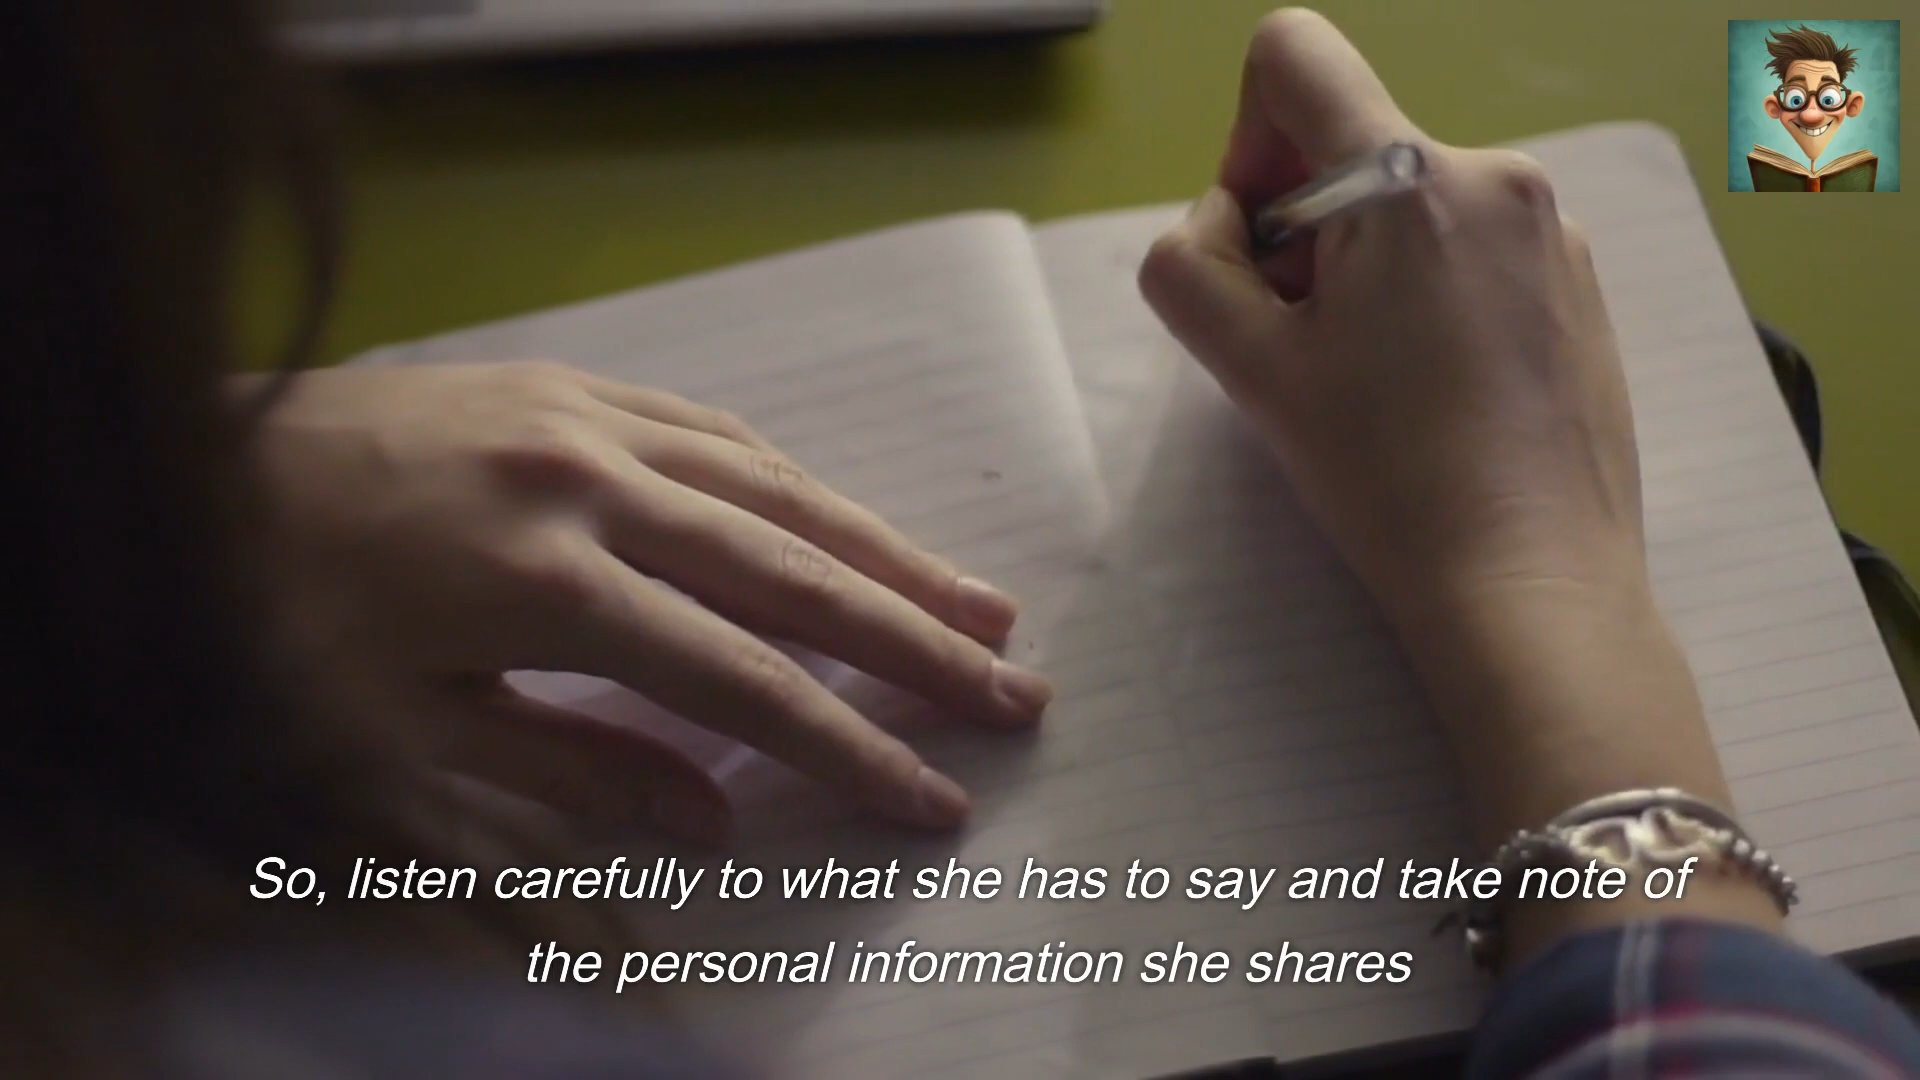 So, listen carefully to what she has to say and take note of
the personal information she shares